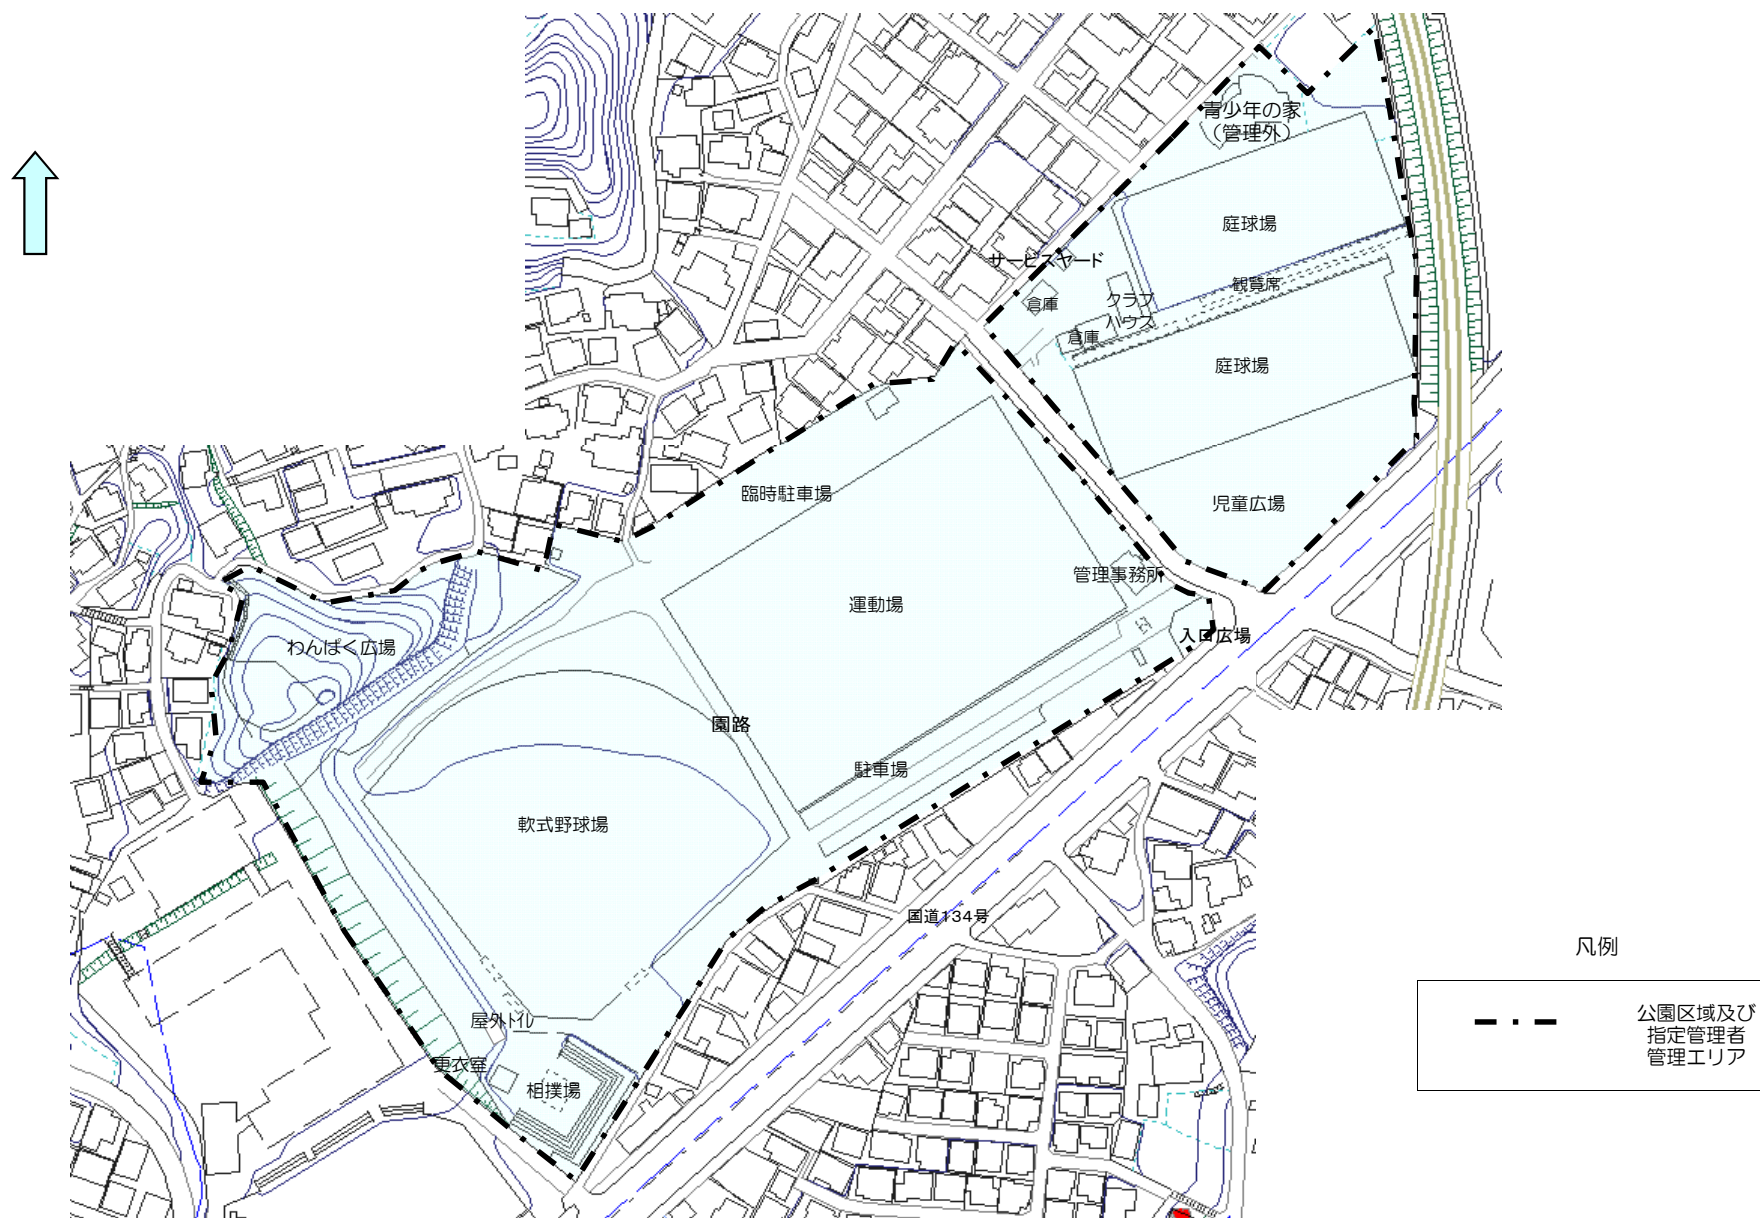 青少年の家
（管理外）
庭球場
サービスヤード
観覧席
倉庫
クラブ
ハウス
倉庫
庭球場
臨時駐車場
児童広場
管理事務所
運動場
入口広場
わんぱく広場
園路
駐車場
軟式野球場
国道134号
屋外トイレ
更衣室
相撲場
凡例
公園区域及び
指定管理者
管理エリア